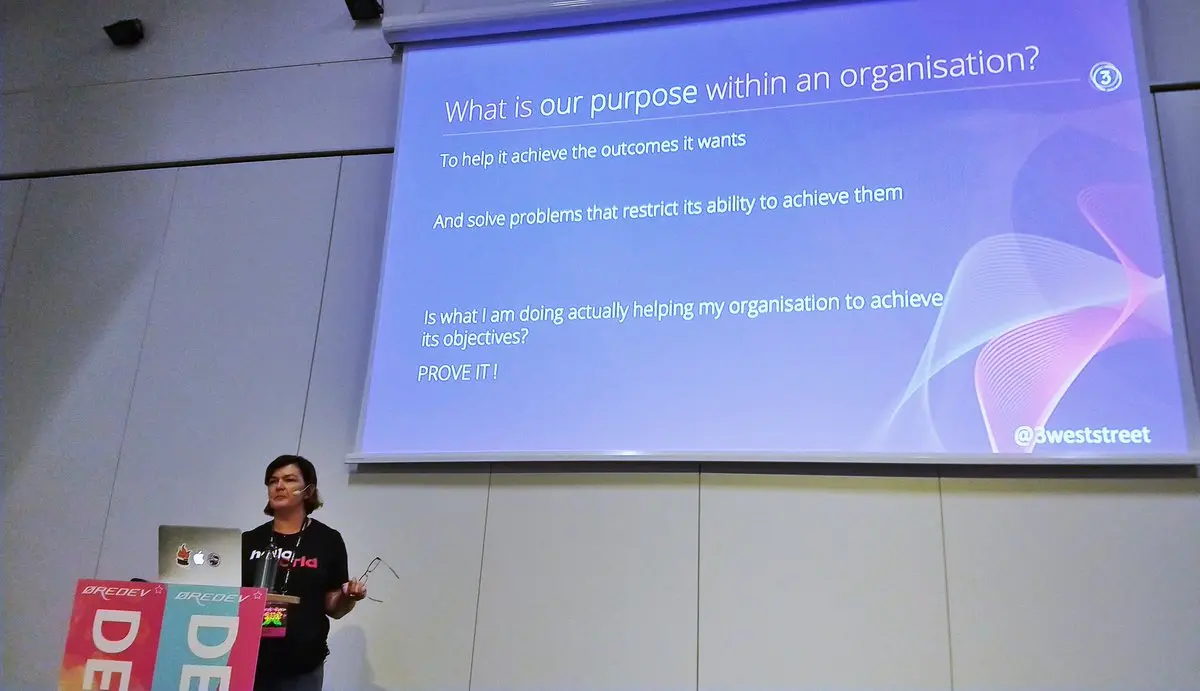 What is our purpose within an organisation?
3
To help it achieve the outcomes it wants
And solve problems that restrict its ability to achieve them
Is what I am doing actually helping my organisation to achieve
its objectives?
PROVE IT !
@3weststreet
ØREDEV
ØREDEV
DE
DE